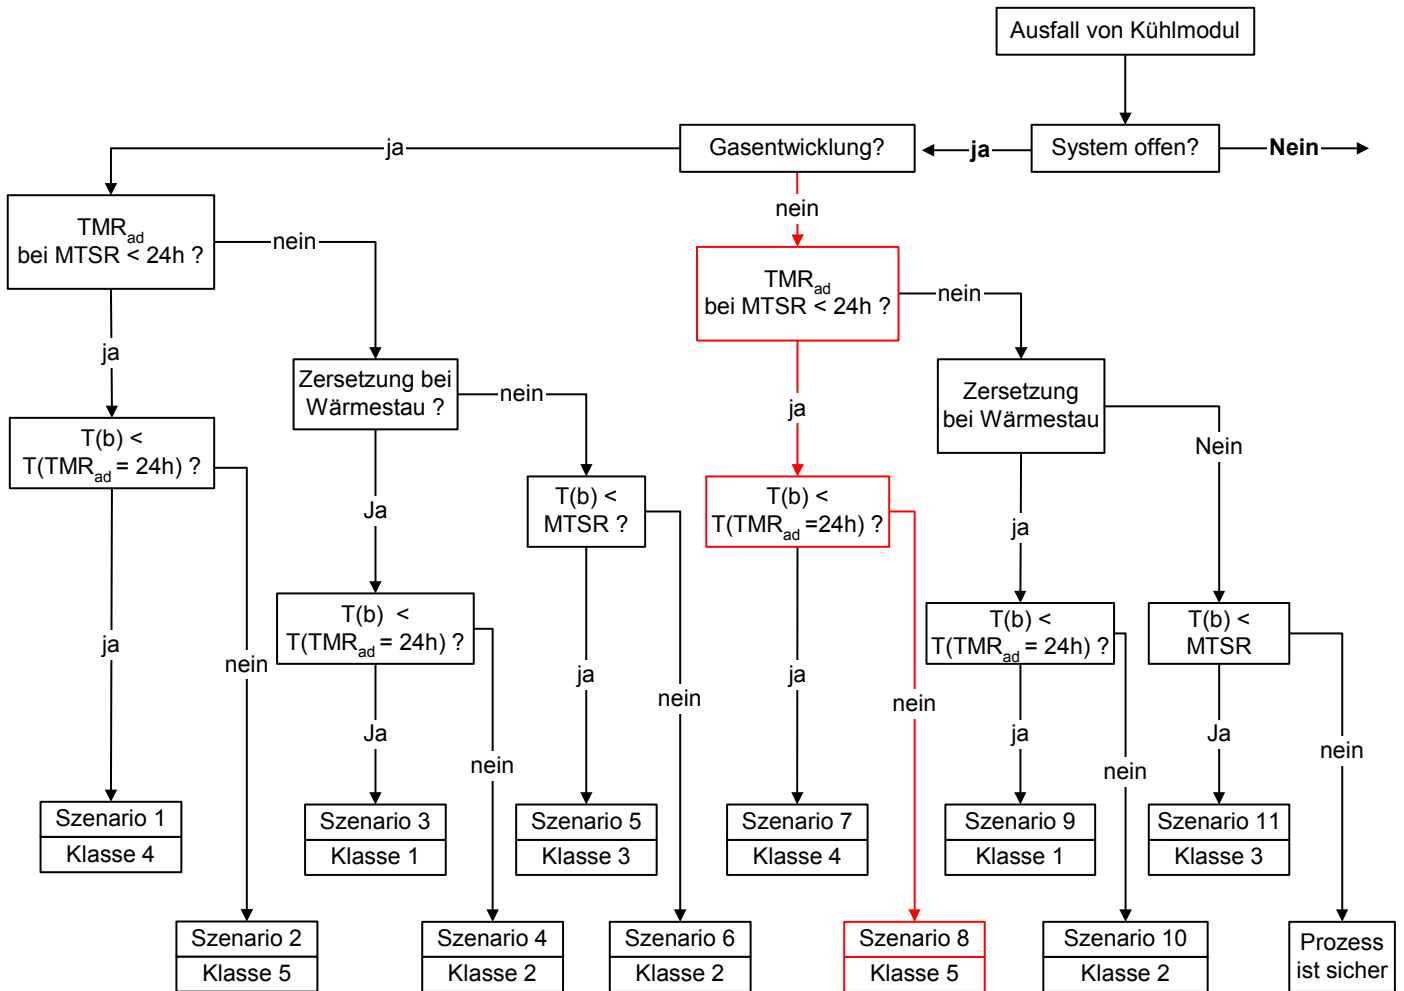 Ausfall von Kühlmodul
System offen?
Nein
ja
Gasentwicklung?
ja
nein
TMRad
bei MTSR < 24h ?
nein
ja
TMRad
bei MTSR < 24h ?
nein
ja
Zersetzung bei
Wärmestau ?
nein
Ja
Zersetzung
bei Wärmestau
Nein
ja
T(b) <
T(TMRad = 24h) ?
ja
nein
T(b) <
MTSR ?
ja
nein
T(b) <
T(TMRad =24h) ?
ja
nein
T(b) <
T(TMRad = 24h) ?
Ja
nein
T(b) <
T(TMRad = 24h) ?
ja
nein
T(b) <
MTSR
Ja
nein
Szenario 1
Klasse 4
Szenario 3
Klasse 1
Szenario 5
Klasse 3
Szenario 7
Klasse 4
Szenario 9
Klasse 1
Szenario 11
Klasse 3
Szenario 2
Klasse 5
Szenario 4
Klasse 2
Szenario 6
Klasse 2
Szenario 8
Klasse 5
Szenario 10
Klasse 2
Prozess
ist sicher